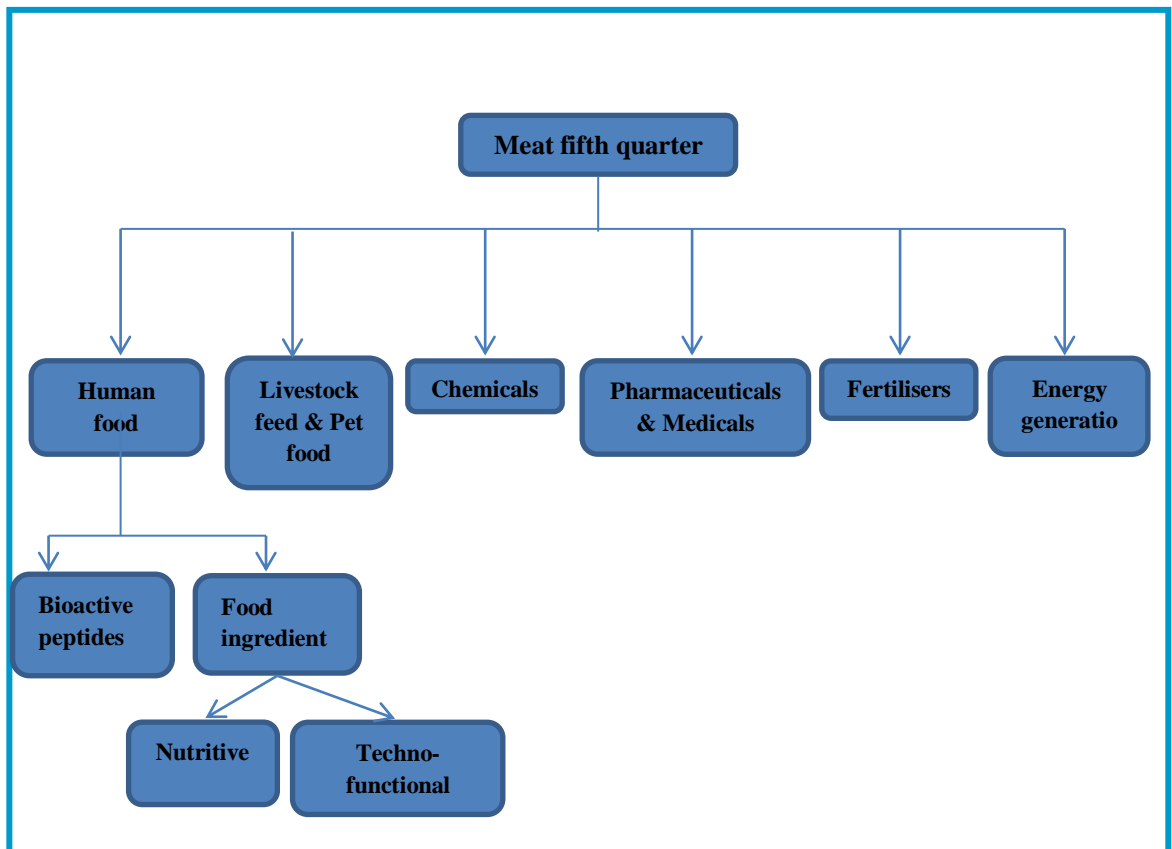 Meat fifth quarter
Human
food
Livestock
feed & Pet
food
Chemicals
Pharmaceuticals
& Medicals
Fertilisers
Energy
generatio
Bioactive
peptides
Food
ingredient
Nutritive
Techno-
functional